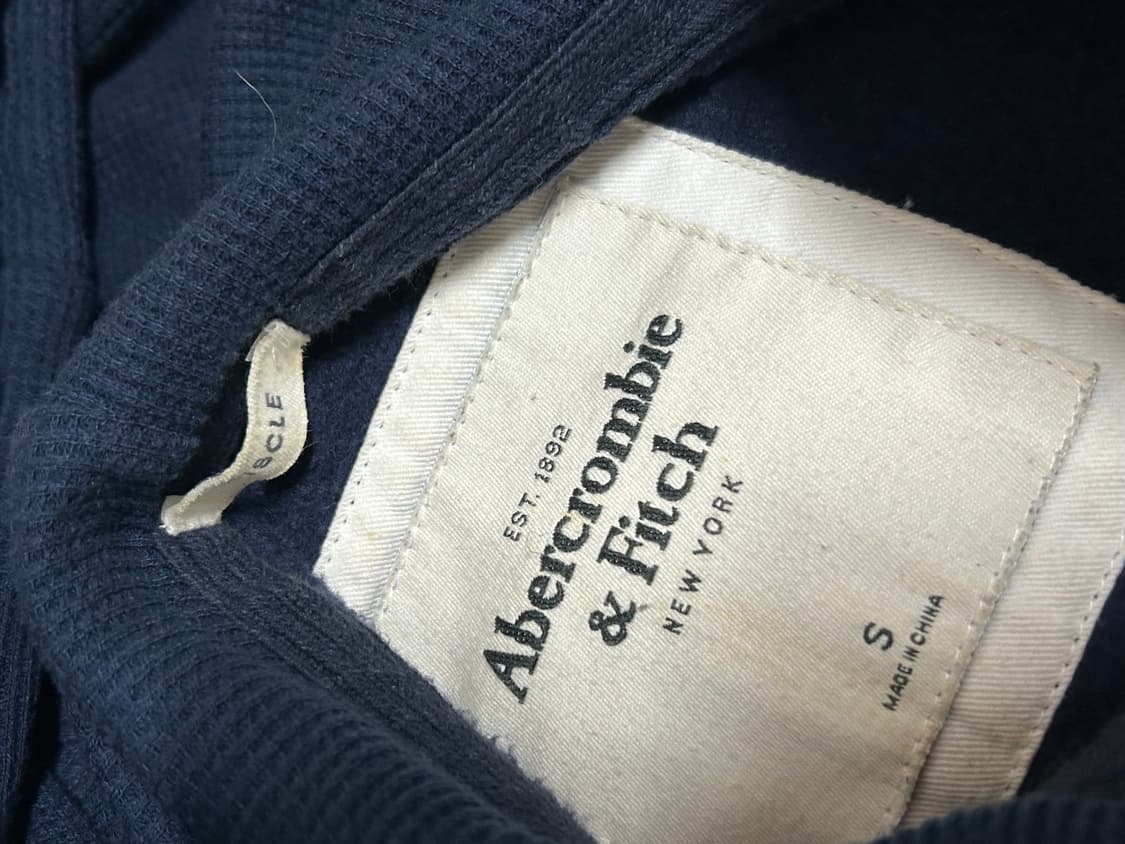 EST. 1892
Abercrombie
& Fitch
NEW YORK
S
MADE IN CHINA